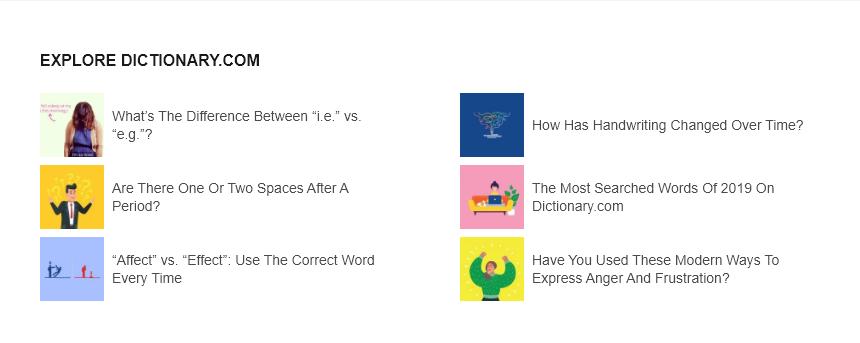 EXPLORE DICTIONARY.COM
What's The Difference Between “i.e.” vs.
“e.g.”?
Are There One Or Two Spaces After A
Period?
“Affect” vs. “Effect”: Use The Correct Word
Every Time
How Has Handwriting Changed Over Time?
The Most Searched Words Of 2019 On
Dictionary.com
Have You Used These Modern Ways To
Express Anger And Frustration?